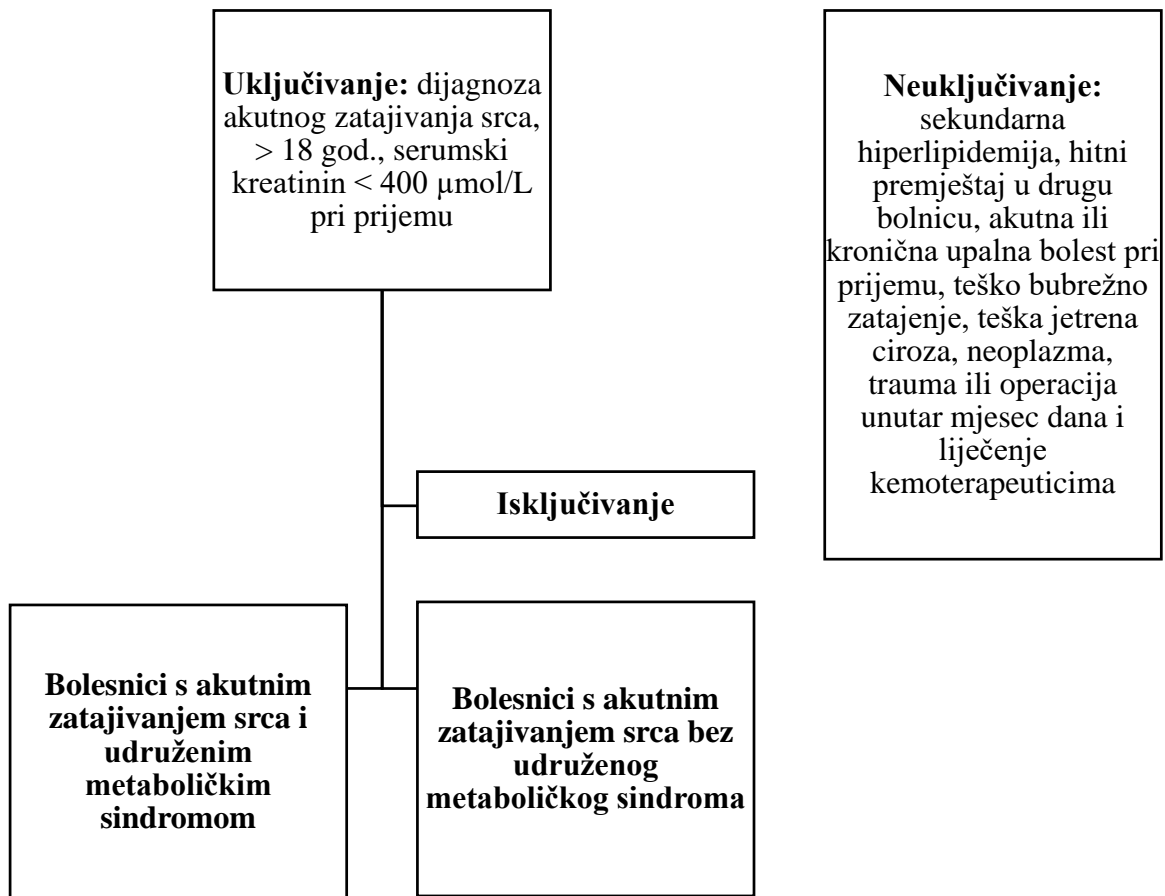 Uključivanje: dijagnoza
akutnog zatajivanja srca,
> 18 god., serumski
kreatinin < 400 µmol/L
pri prijemu
Neuključivanje:
sekundarna
hiperlipidemija, hitni
premještaj u drugu
bolnicu, akutna ili
kronična upalna bolest pri
prijemu, teško bubrežno
zatajenje, teška jetrena
ciroza, neoplazma,
trauma ili operacija
unutar mjesec dana i
liječenje
kemoterapeuticima
Isključivanje
Bolesnici s akutnim
zatajivanjem srca i
udruženim
metaboličkim
sindromom
Bolesnici s akutnim
zatajivanjem srca bez
udruženog
metaboličkog sindroma